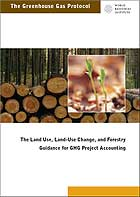 The Greenhouse Gas Protocol
WORLD
RESOURCES
INSTITUTE
The Land Use, Land-Use Change, and Forestry
Guidance for GHG Project Accounting